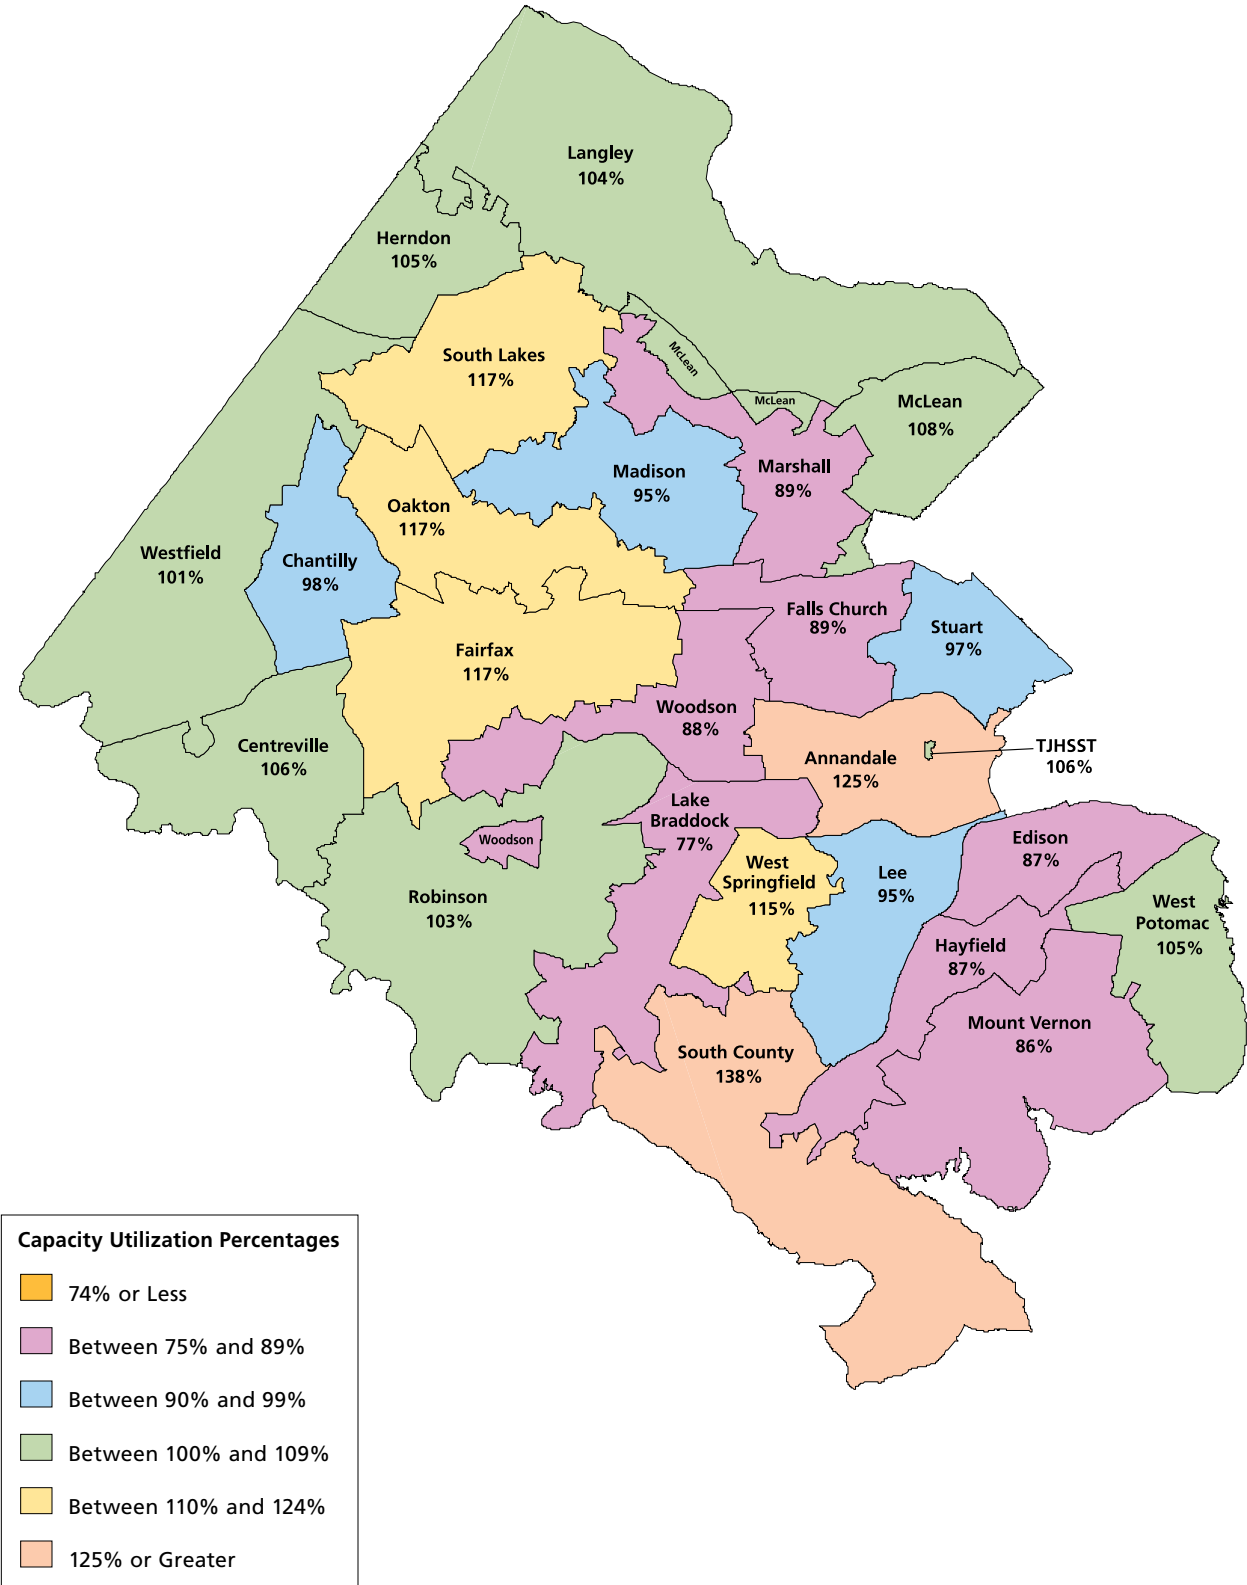 Langley
104%
Herndon
105%
South Lakes
117%
McLean
McLean
McLean
108%
Madison
95%
Marshall
89%
Oakton
117%
Westfield
101%
Chantilly
98%
Falls Church
89%
Stuart
97%
Fairfax
117%
Woodson
88%
Centreville
106%
Annandale
125%
TJHSST
106%
Lake
Braddock
77%
Woodson
Edison
87%
West
Springfield
115%
Lee
95%
Robinson
103%
West
Potomac
105%
Hayfield
87%
Mount Vernon
86%
South County
138%
Capacity Utilization Percentages
74% or Less
Between 75% and 89%
Between 90% and 99%
Between 100% and 109%
Between 110% and 124%
125% or Greater